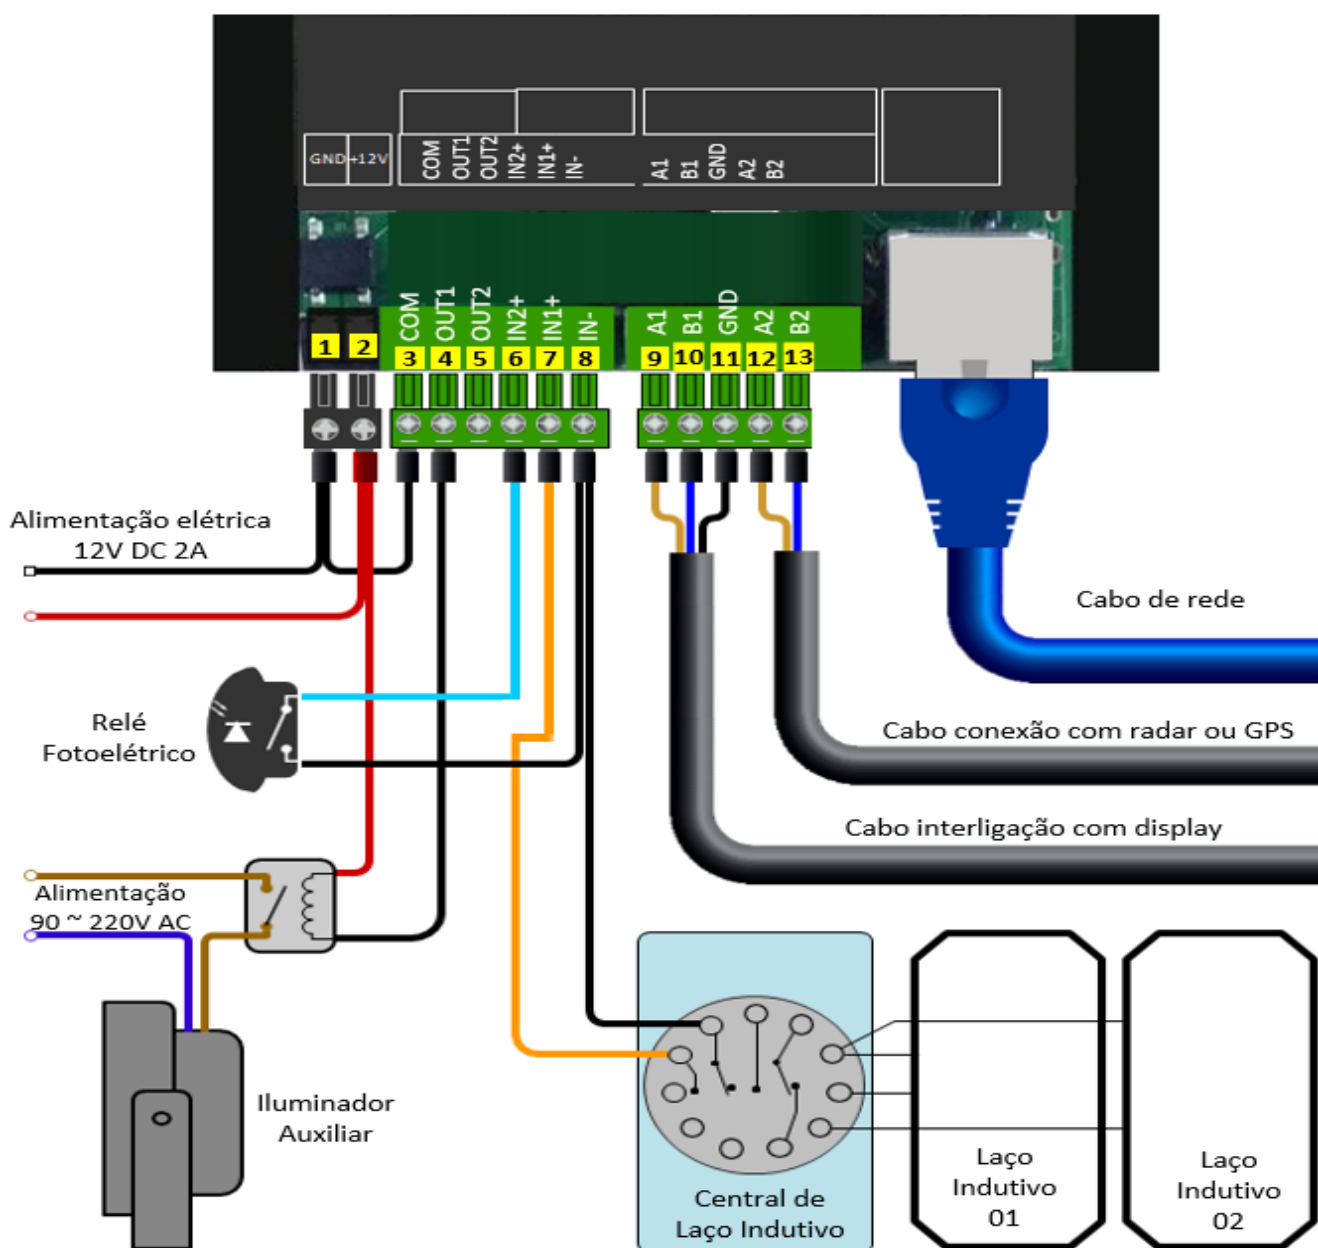 GND +12V
COM OUT1 OUT2 IN2+ IN1+ IN-
A1 B1 GND A2 B2
COM OUT1 OUT2 IN2+ IN1+ IN-
A1 B1 GND A2 B2
1 2 3 4 5 6 7 8 9 10 11 12 13
Alimentação elétrica
12V DC 2A
Cabo de rede
Relé
Fotoelétrico
Cabo conexão com radar ou GPS
Cabo interligação com display
Alimentação
90 ~ 220V AC
Iluminador
Auxiliar
Central de
Laço Indutivo
Laço
Indutivo
01
Laço
Indutivo
02